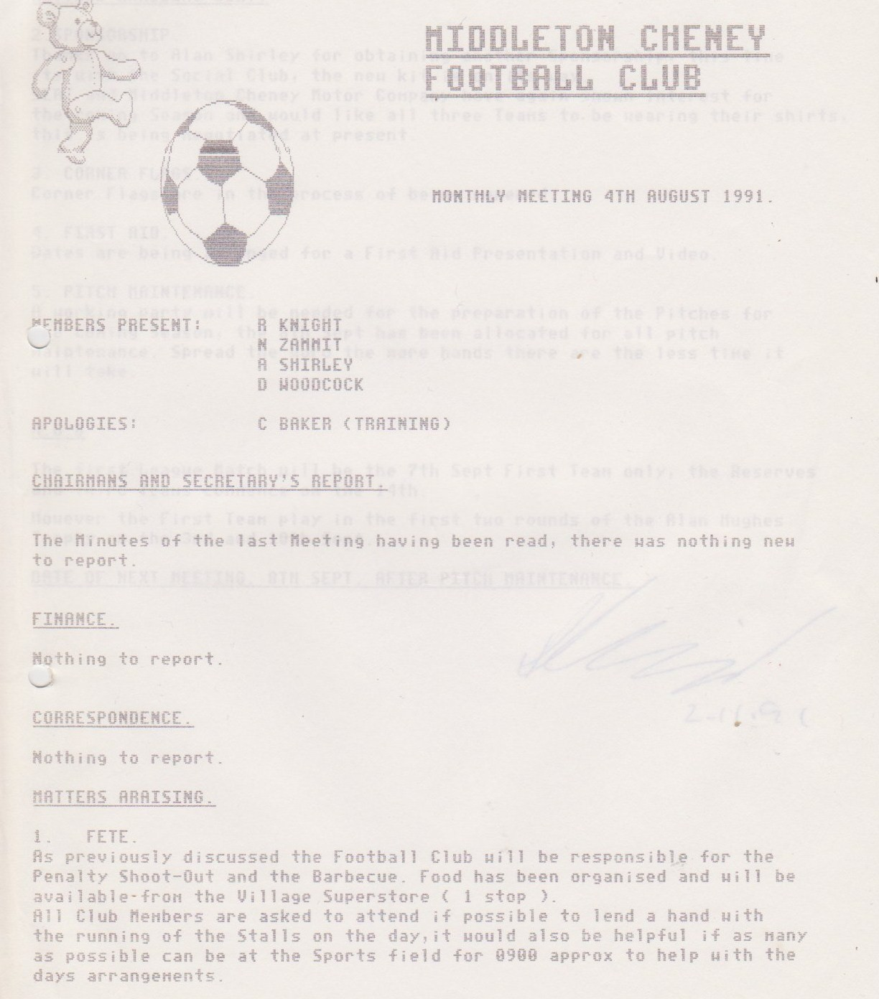 MIDDLETON CHENEY
FOOTBALL CLUB
MONTHLY MEETING 4TH AUGUST 1991.
MEMBERS PRESENT: R KNIGHT
N ZAMMIT
A SHIRLEY
D WOODCOCK
APOLOGIES: C BAKER (TRAINING)
CHAIRMANS AND SECRETARY'S REPORT.
The Minutes of the last Meeting having been read, there was nothing new
to report.
FINANCE.
Nothing to report.
CORRESPONDENCE.
Nothing to report.
MATTERS ARAISING.
1. FETE.
As previously discussed the Football Club will be responsible for the
Penalty Shoot-Out and the Barbecue. Food has been organised and will be
available from the Village Superstore ( 1 stop ).
All Club Members are asked to attend if possible to lend a hand with
the running of the Stalls on the day,it would also be helpful if as many
as possible can be at the Sports field for 0900 approx to help with the
days arrangements.